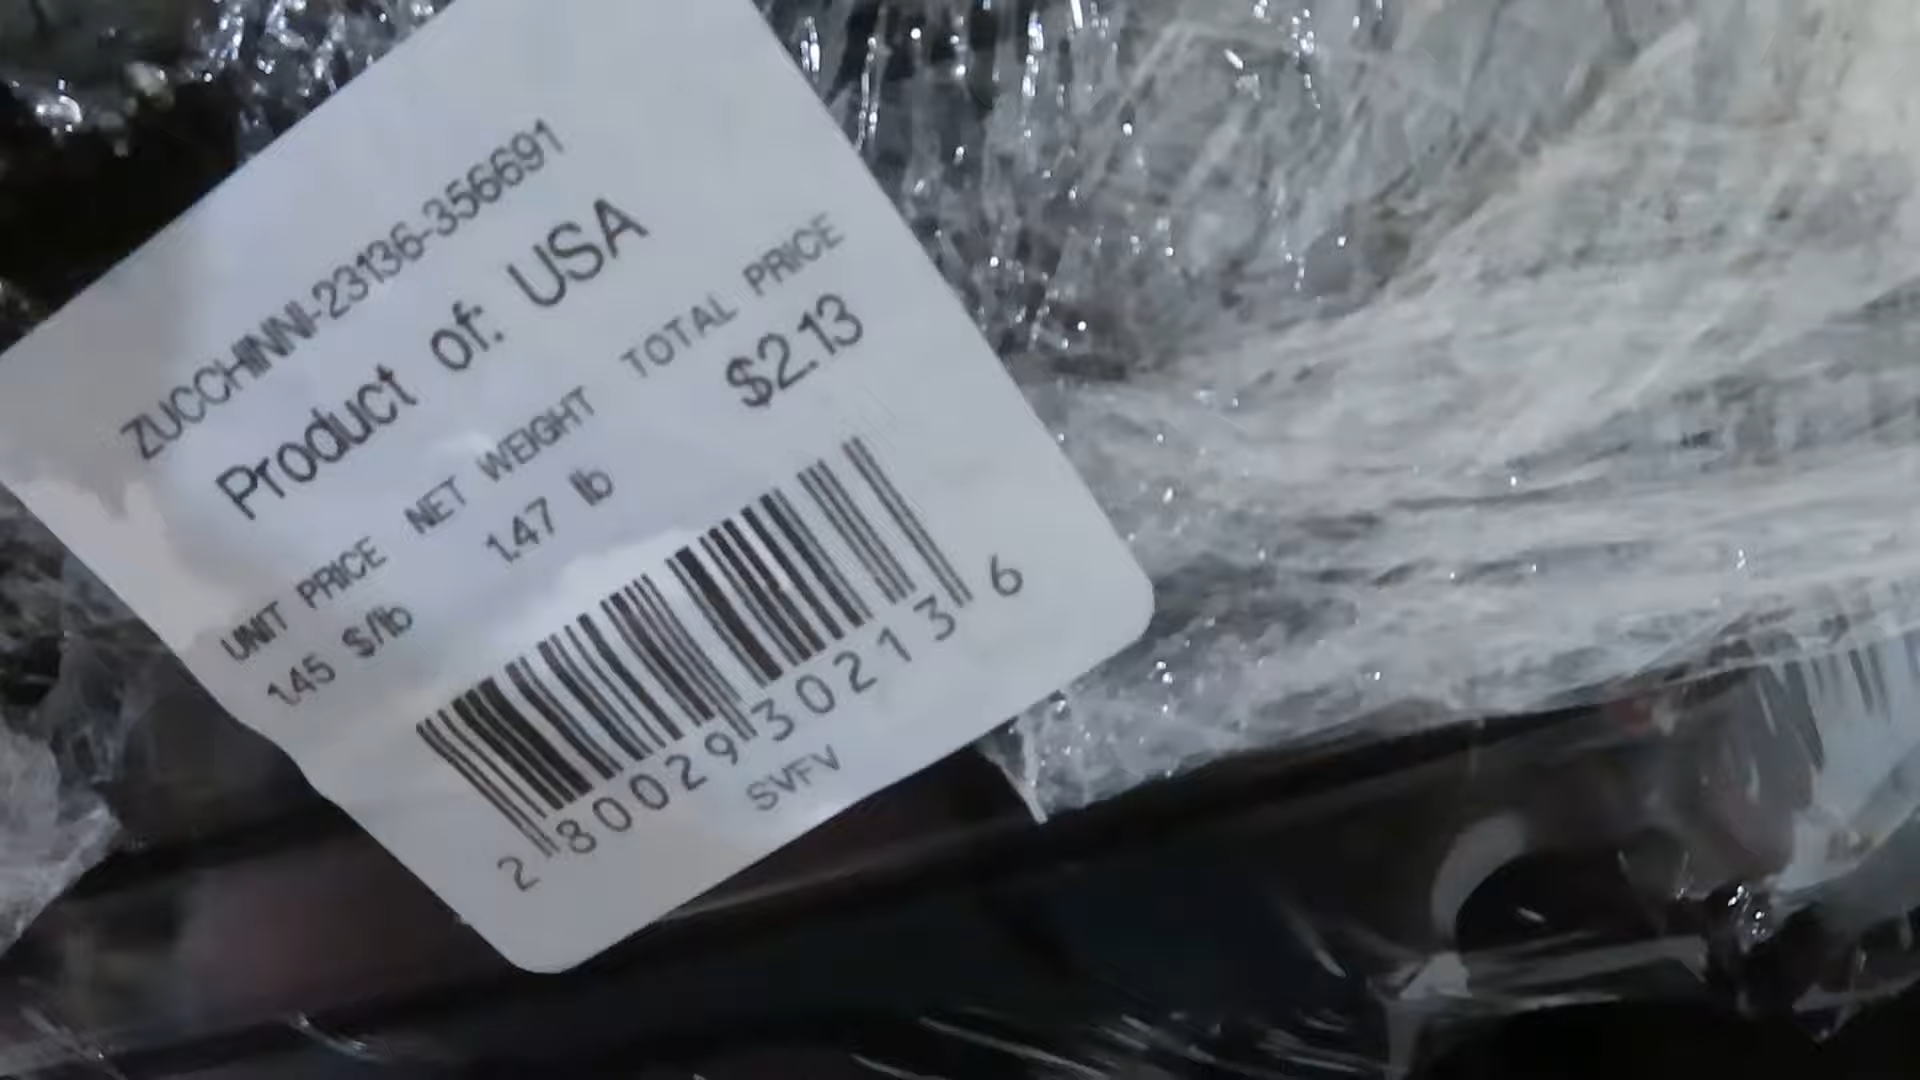 ZUCCHINNI-23136-356691
Product of: USA
UNIT PRICE NET WEIGHT TOTAL PRICE
1.45 $/lb 1.47 lb $2.13
2 80029 30213 6
SVFV